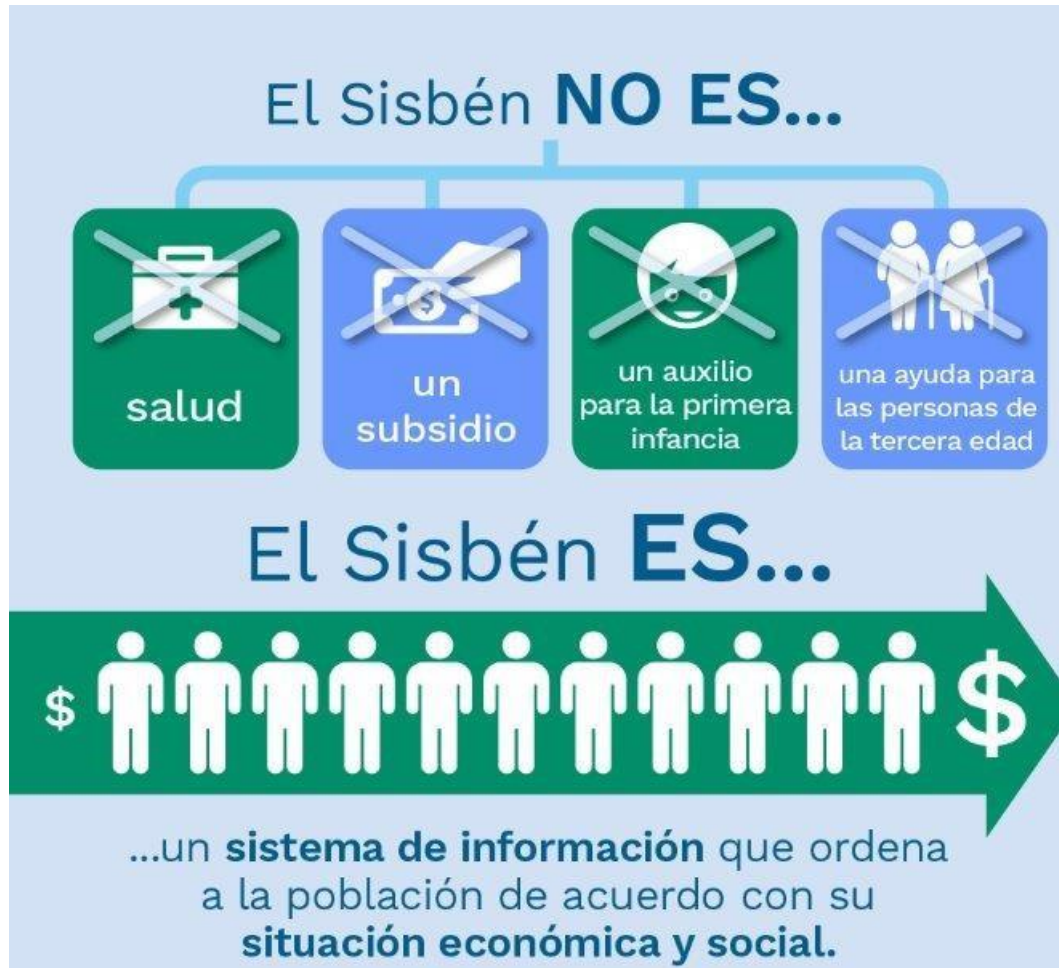 El Sisbén NO ES...
salud
un
subsidio
un auxilio
para la primera
infancia
una ayuda para
las personas de
la tercera edad
El Sisbén ES...
$ $
...un sistema de información que ordena
a la población de acuerdo con su
situación económica y social.